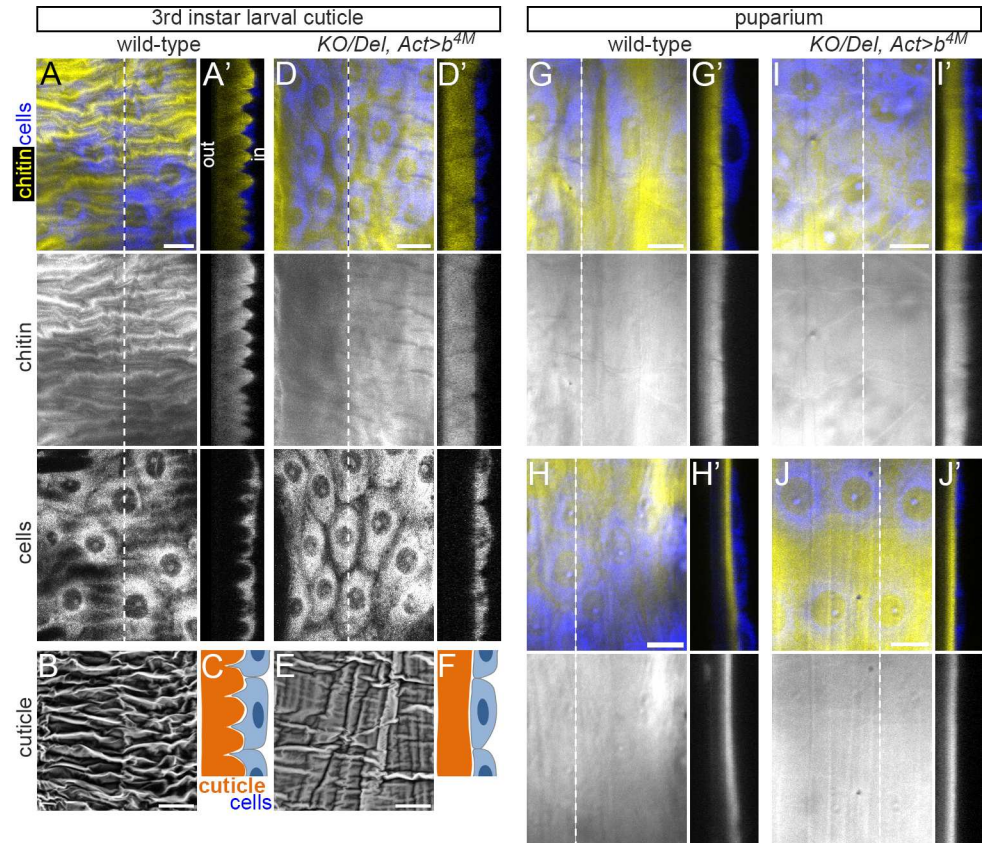 3rd instar larval cuticle
puparium
wild-type
KO/Del, Act>b4M
wild-type
KO/Del, Act>b4M
chitin cells
A
A’
out
in
D
D’
G
G’
I
I’
chitin
cells
H
H’
J
J’
cuticle
B
C
E
F
cuticle
cells